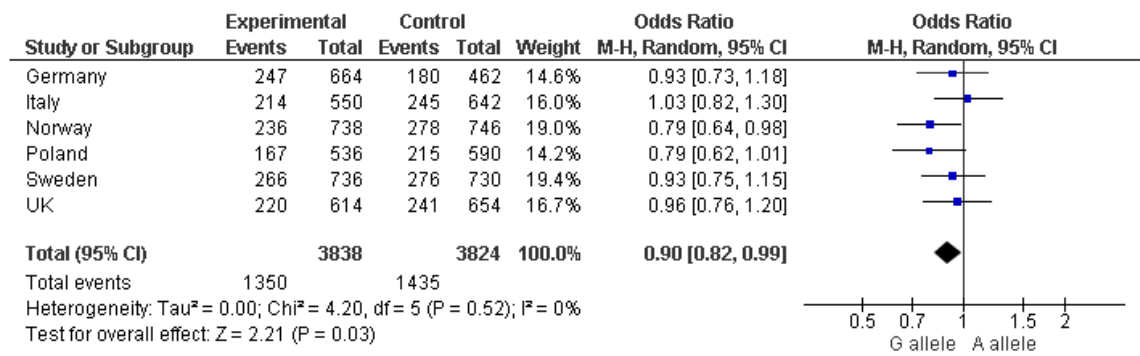 Experimental Control Odds Ratio Odds Ratio
Study or Subgroup Events Total Events Total Weight M-H, Random, 95% CI M-H, Random, 95% CI
Germany 247 664 180 462 14.6% 0.93 [0.73, 1.18]
Italy 214 550 245 642 16.0% 1.03 [0.82, 1.30]
Norway 236 738 278 746 19.0% 0.79 [0.64, 0.98]
Poland 167 536 215 590 14.2% 0.79 [0.62, 1.01]
Sweden 266 736 276 730 19.4% 0.93 [0.75, 1.15]
UK 220 614 241 654 16.7% 0.96 [0.76, 1.20]
Total (95% CI) 3838 3824 100.0% 0.90 [0.82, 0.99]
Total events 1350 1435
Heterogeneity: Tau² = 0.00; Chi² = 4.20, df = 5 (P = 0.52); I² = 0%
Test for overall effect: Z = 2.21 (P = 0.03)
0.5 0.7 1 1.5 2
G allele A allele